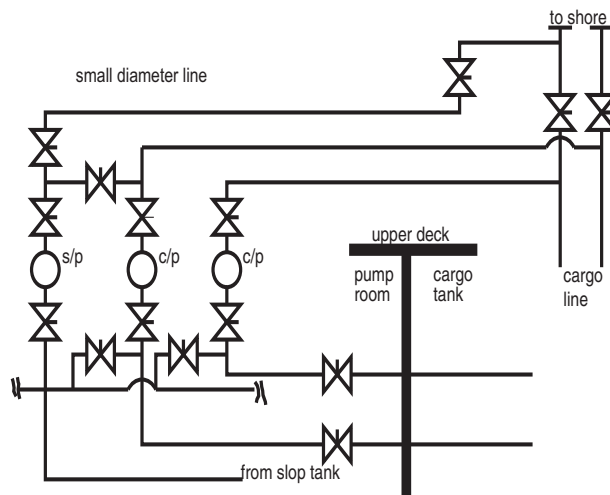 to shore
small diameter line
s/p
c/p
c/p
upper deck
pump
room
cargo
tank
cargo
line
from slop tank